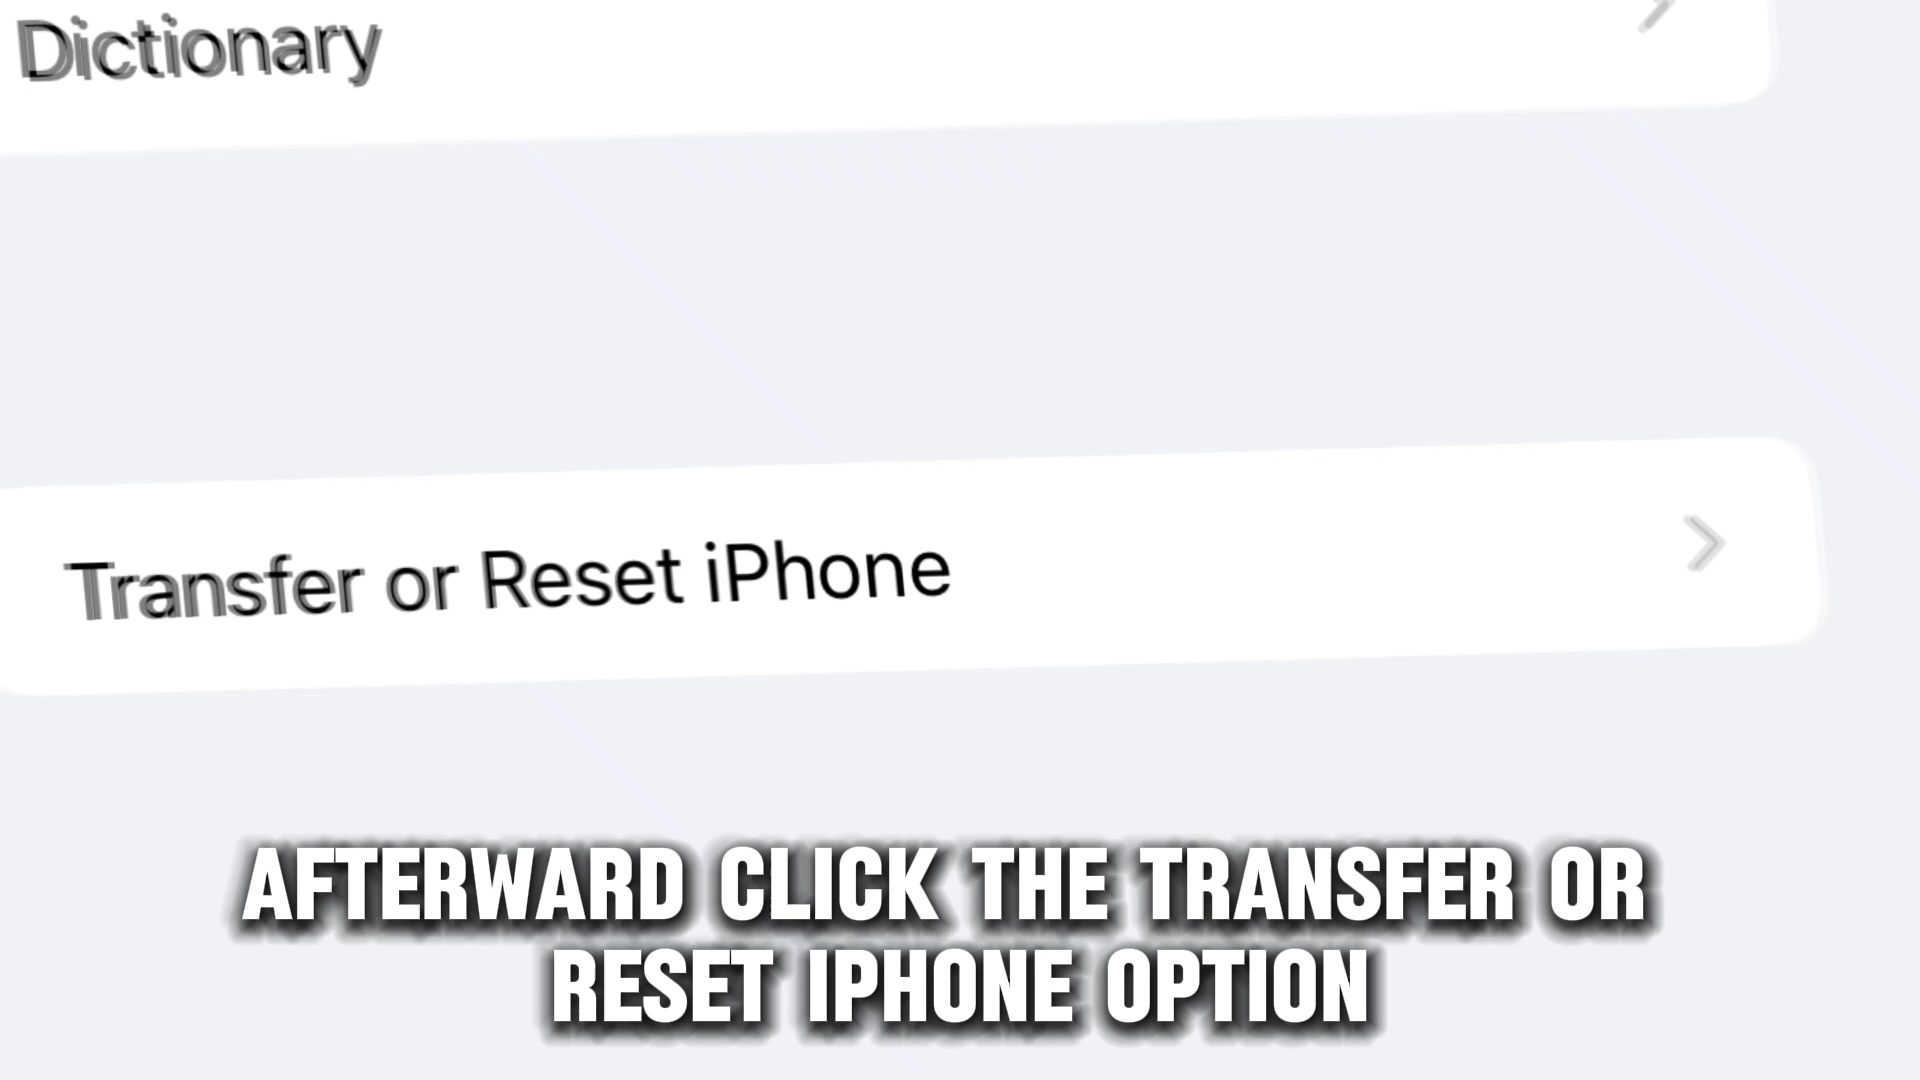 Dictionary
Transfer or Reset iPhone
AFTERWARD CLICK THE TRANSFER OR
RESET IPHONE OPTION